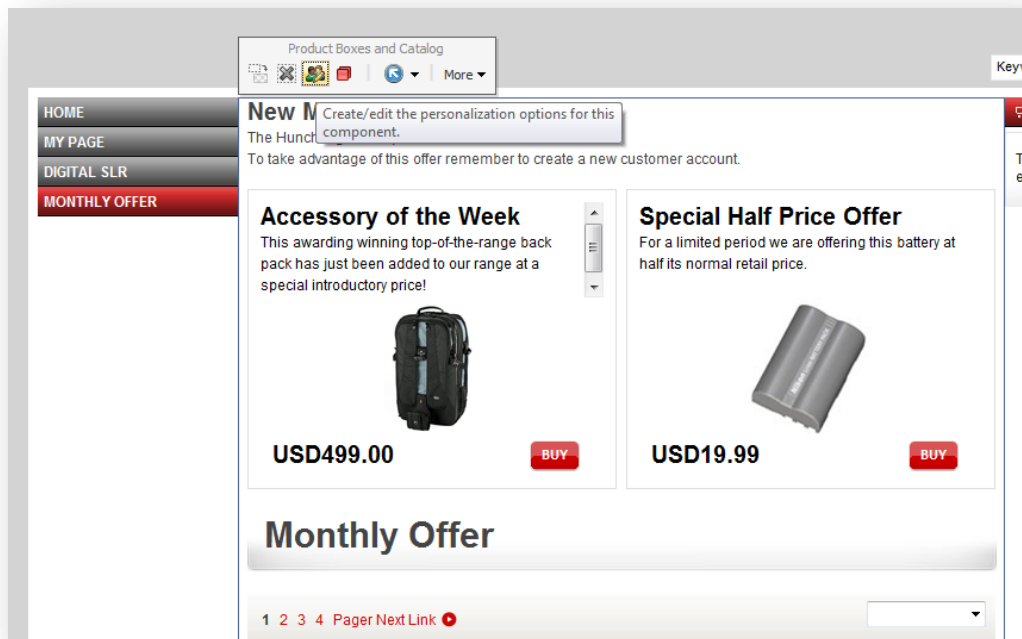 Product Boxes and Catalog
More
HOME
MY PAGE
DIGITAL SLR
MONTHLY OFFER
New
Create/edit the personalization options for this
component.
The
To take advantage of this offer remember to create a new customer account.
Accessory of the Week
This awarding winning top-of-the-range back
pack has just been added to our range at a
special introductory price!
USD499.00
BUY
Special Half Price Offer
For a limited period we are offering this battery at
half its normal retail price.
Nikon
USD19.99
BUY
Monthly Offer
1 2 3 4 Pager Next Link